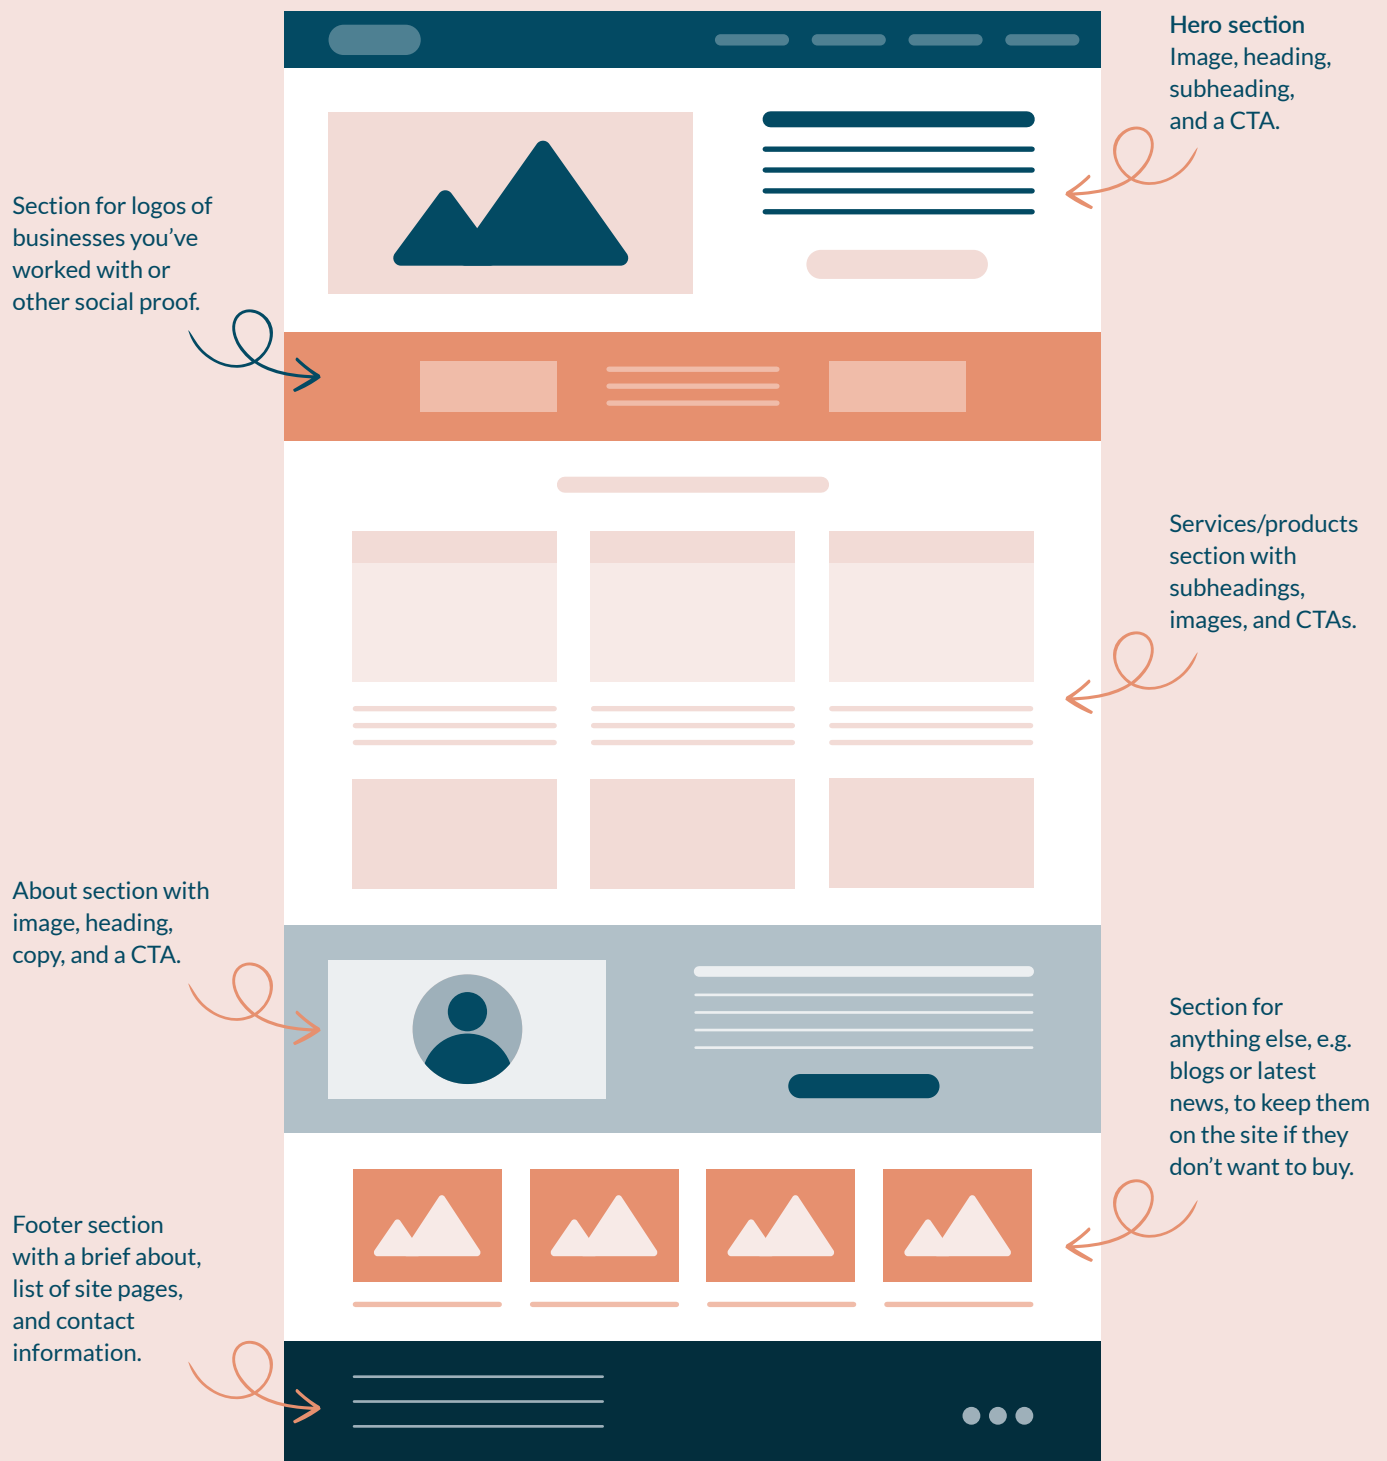 Hero section
Image, heading,
subheading,
and a CTA.
Section for logos of
businesses you’ve
worked with or
other social proof.
Services/products
section with
subheadings,
images, and CTAs.
About section with
image, heading,
copy, and a CTA.
Section for
anything else, e.g.
blogs or latest
news, to keep them
on the site if they
don’t want to buy.
Footer section
with a brief about,
list of site pages,
and contact
information.